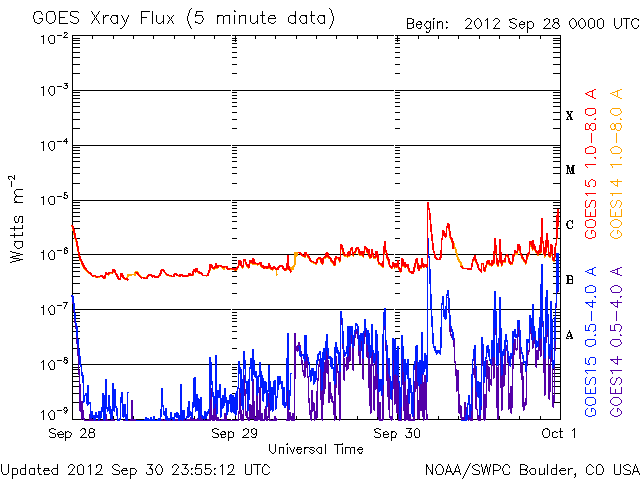 GOES Xray Flux (5 minute data)
Begin: 2012 Sep 28 0000 UTC
10⁻²
10⁻³
10⁻⁴
10⁻⁵
10⁻⁶
10⁻⁷
10⁻⁸
10⁻⁹
Watts m⁻²
X
M
C
B
A
GOES15 1.0-8.0 A
GOES14 1.0-8.0 A
GOES15 0.5-4.0 A
GOES14 0.5-4.0 A
Sep 28
Sep 29
Sep 30
Oct 1
Universal Time
Updated 2012 Sep 30 23:55:12 UTC
NOAA/SWPC Boulder, CO USA